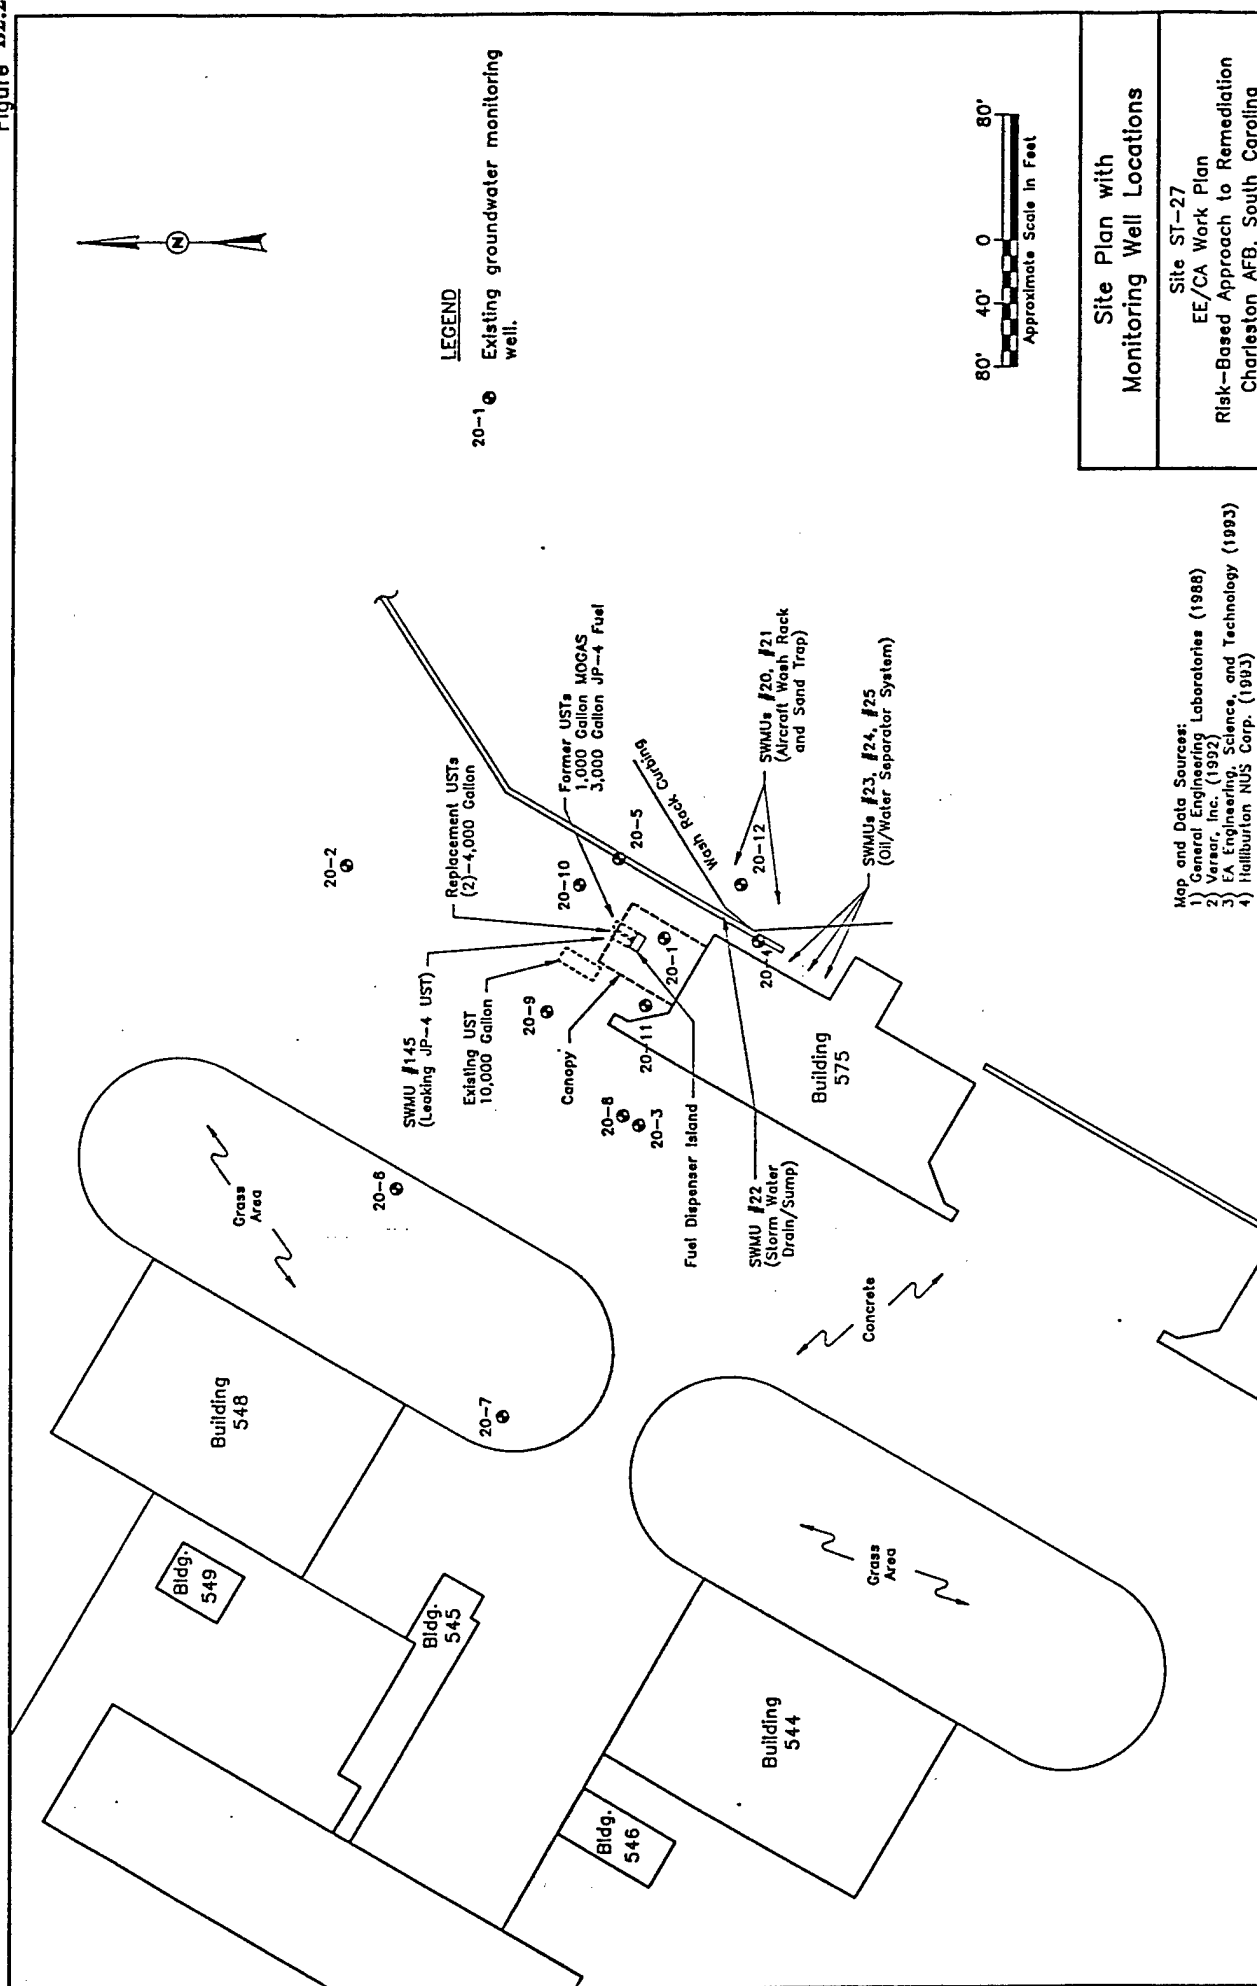 Figure
LEGEND
20-1
Existing groundwater monitoring
well.
N
80' 40' 0 80'
Approximate Scale in Feet
Site Plan with
Monitoring Well Locations
Site ST-27
EE/CA Work Plan
Risk-Based Approach to Remediation
Charleston AFB, South Carolina
Map and Data Sources:
1) General Engineering Laboratories (1988)
2) Versar, Inc. (1992)
3) EA Engineering, Science, and Technology (1993)
4) Halliburton NUS Corp. (1993)
20-2
Replacement USTs
(2)-4,000 Gallon
Former USTs
1,000 Gallon MOGAS
3,000 Gallon JP-4 Fuel
SWMU #145
(Leaking JP-4 UST)
Existing UST
10,000 Gallon
20-10
20-5
Wash Rack Curbing
20-9
Canopy
20-1
20-11
20-12
SWMUs #20, #21
(Aircraft Wash Rack
and Sand Trap)
20-4
SWMUs #23, #24, #25
(Oil/Water Separator System)
20-8
20-3
Fuel Dispenser Island
SWMU #22
(Storm Water
Drain/Sump)
Building
575
20-6
Grass
Area
Building
548
20-7
Concrete
Bldg.
549
Bldg.
545
Grass
Area
Building
544
Bldg.
546